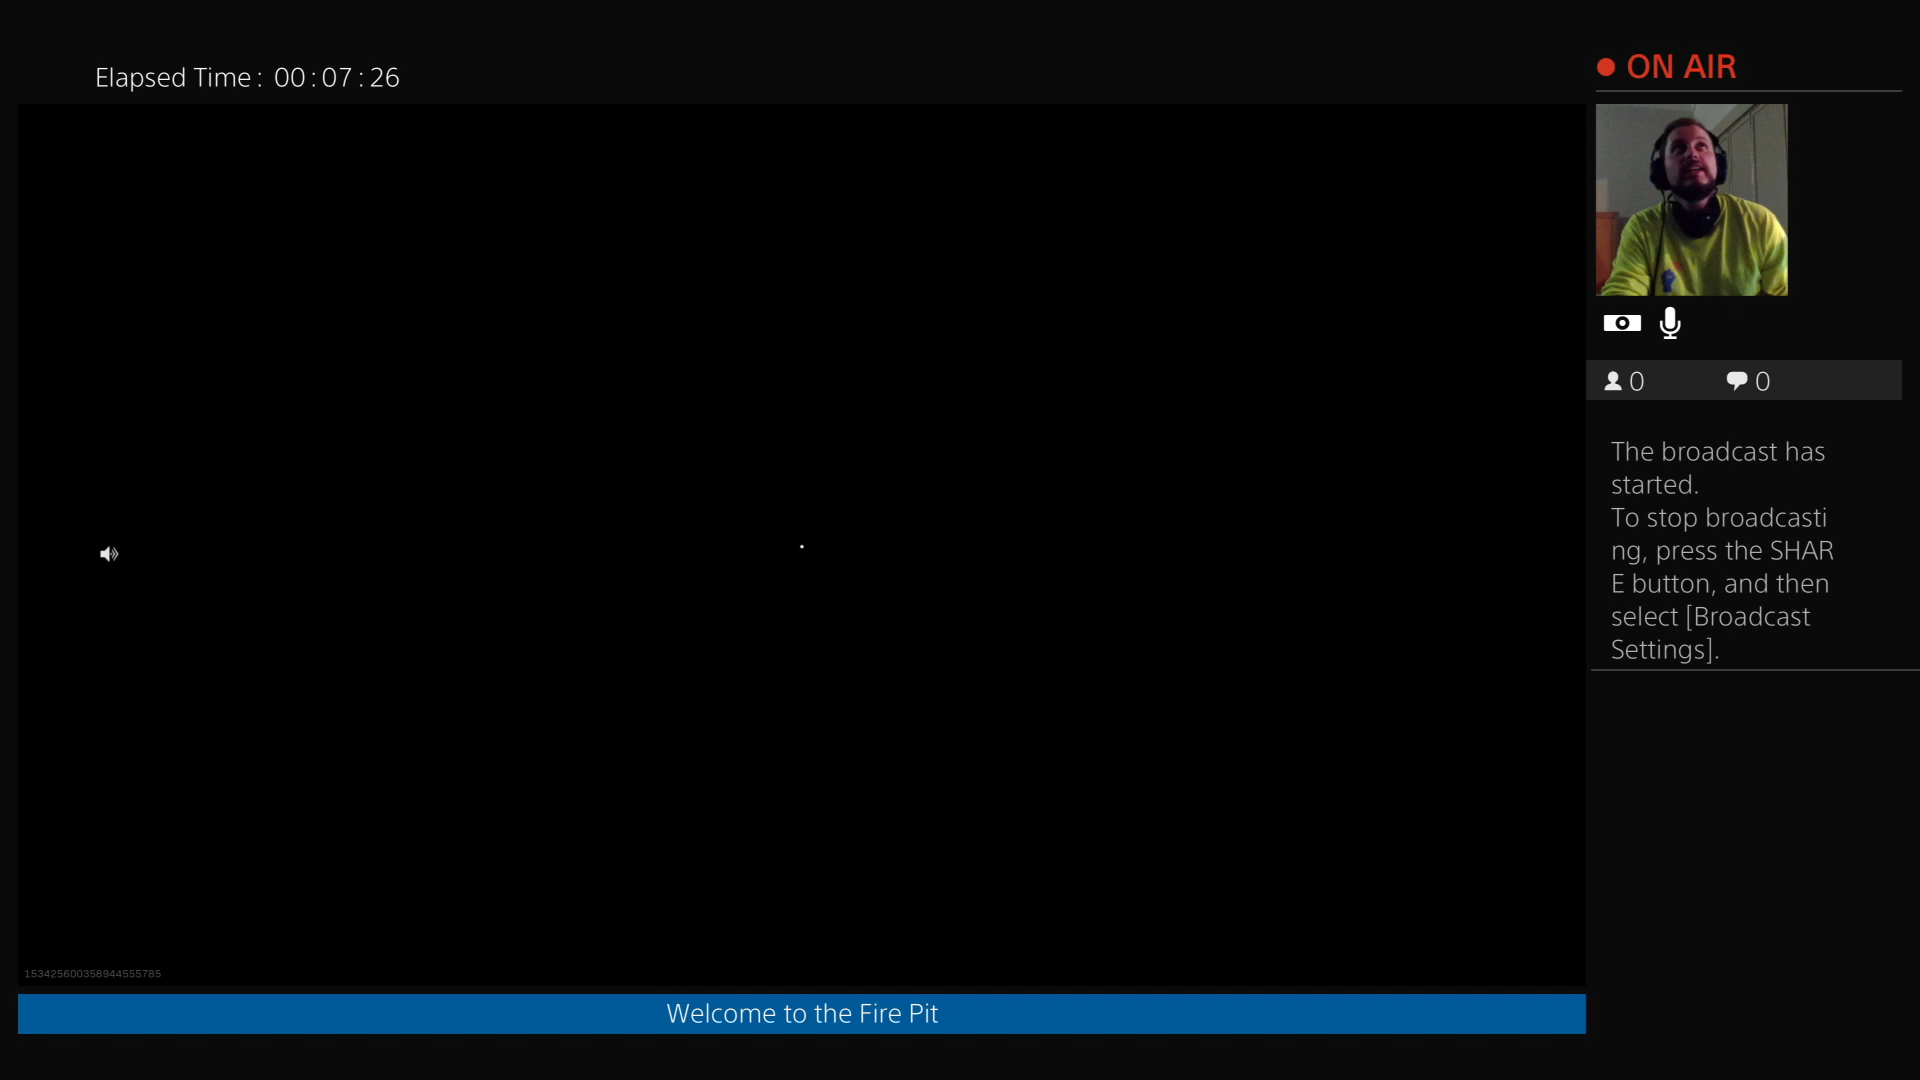 Elapsed Time: 00:07:26
ON AIR
0 0
The broadcast has
started.
To stop broadcasti
ng, press the SHAR
E button, and then
select [Broadcast
Settings].
153425600358944555785
Welcome to the Fire Pit